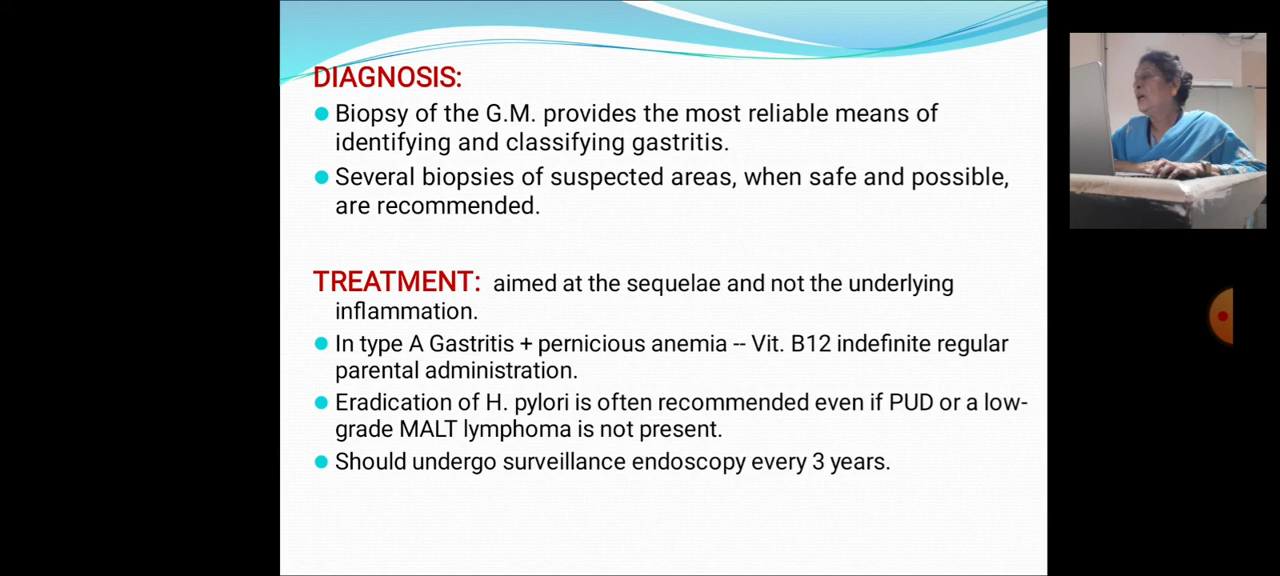 DIAGNOSIS:
Biopsy of the G.M. provides the most reliable means of
identifying and classifying gastritis.
Several biopsies of suspected areas, when safe and possible,
are recommended.
TREATMENT: aimed at the sequelae and not the underlying
inflammation.
In type A Gastritis + pernicious anemia -- Vit. B12 indefinite regular
parental administration.
Eradication of H. pylori is often recommended even if PUD or a low-
grade MALT lymphoma is not present.
Should undergo surveillance endoscopy every 3 years.